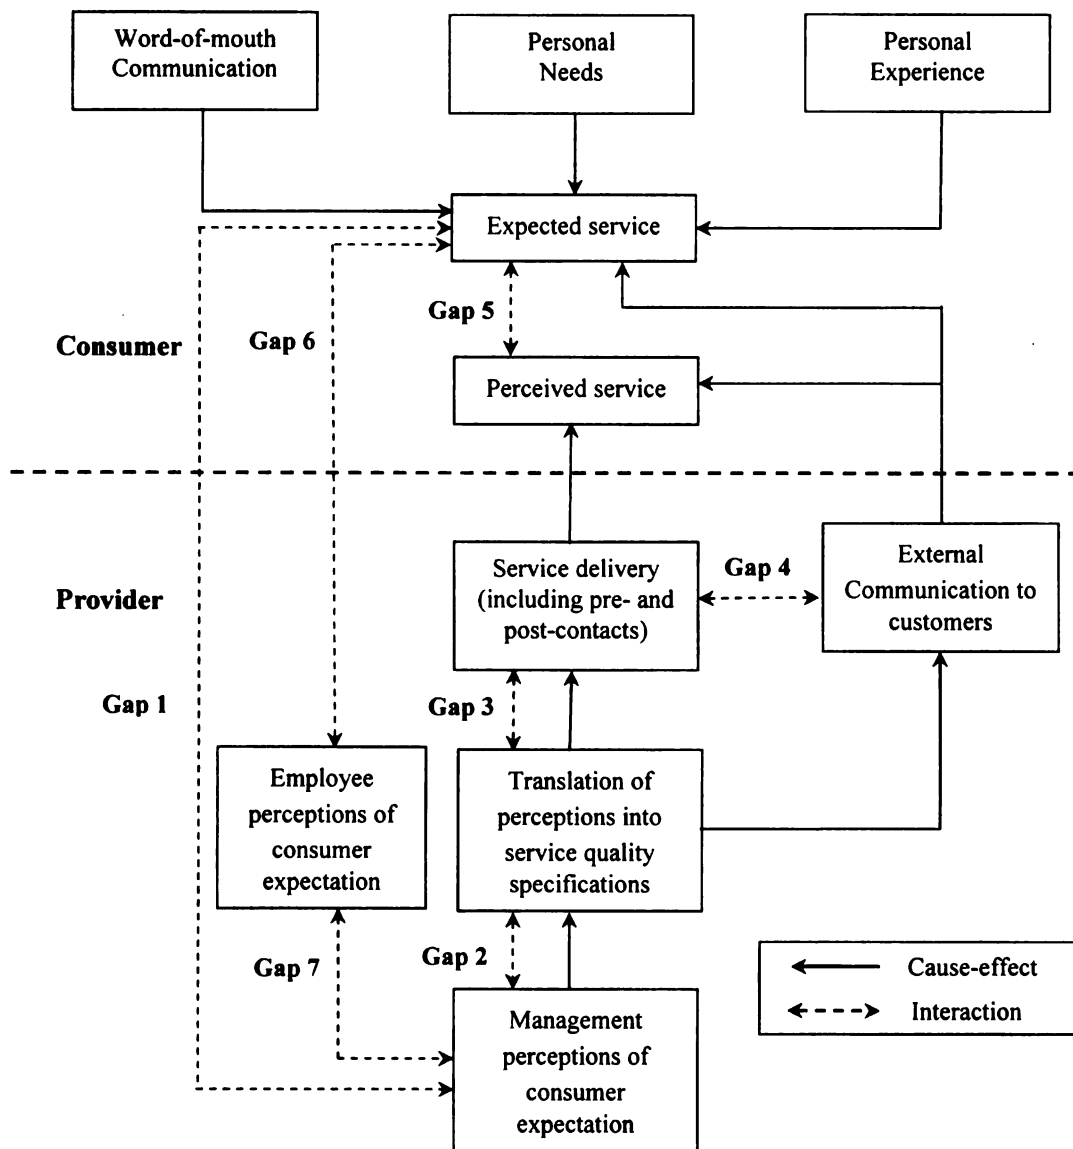 Word-of-mouth
Communication
Personal
Needs
Personal
Experience
Expected service
Gap 5
Gap 6
Consumer
Perceived service
Service delivery
(including pre- and
post-contacts)
Gap 4
External
Communication to
customers
Provider
Gap 1
Gap 3
Employee
perceptions of
consumer
expectation
Translation of
perceptions into
service quality
specifications
Gap 7
Gap 2
Management
perceptions of
consumer
expectation
Cause-effect
Interaction